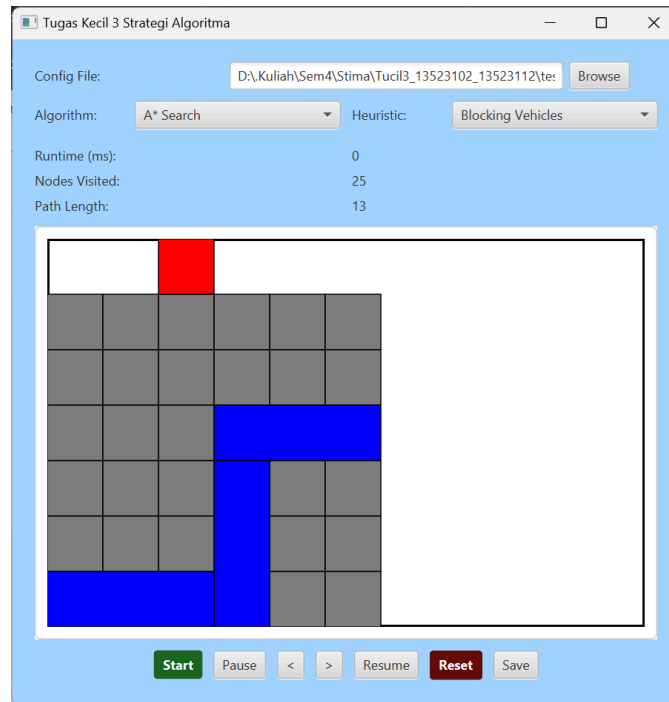 Tugas Kecil 3 Strategi Algoritma
Config File: D:\.Kuliah\Sem4\Stima\Tucil3_13523102_13523112\tes Browse
Algorithm: A* Search Heuristic: Blocking Vehicles
Runtime (ms): 0
Nodes Visited: 25
Path Length: 13
Start Pause < > Resume Reset Save